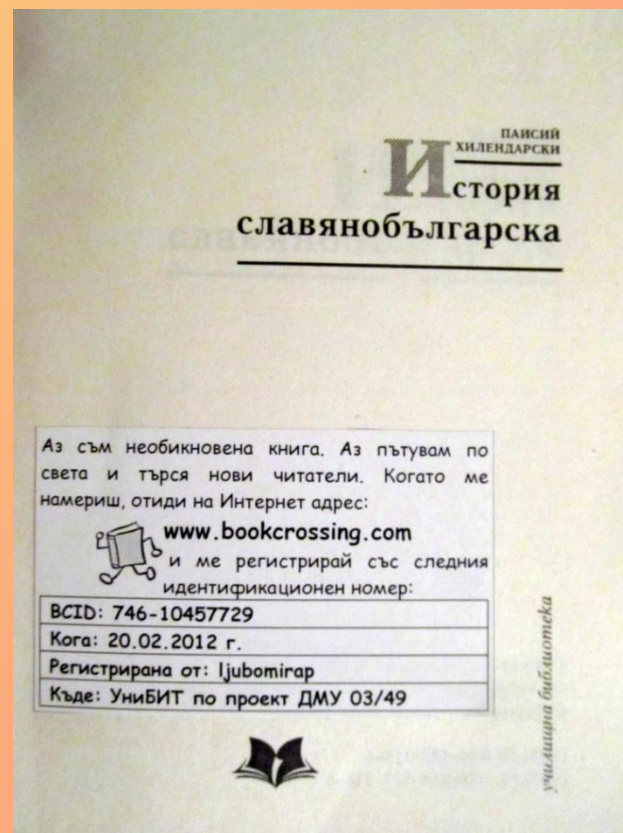 ПАИСИЙ
ХИЛЕНДАРСКИ
История
славянобългарска
Аз съм необикновена книга. Аз пътувам по
света и търся нови читатели. Когато ме
намериш, отиди на Интернет адрес:
www.bookcrossing.com
и ме регистрирай със следния
идентификационен номер:
BCID: 746-10457729
Кога: 20.02.2012 г.
Регистрирана от: ljubomirap
Къде: УниБИТ по проект ДМУ 03/49
училищна библиотека